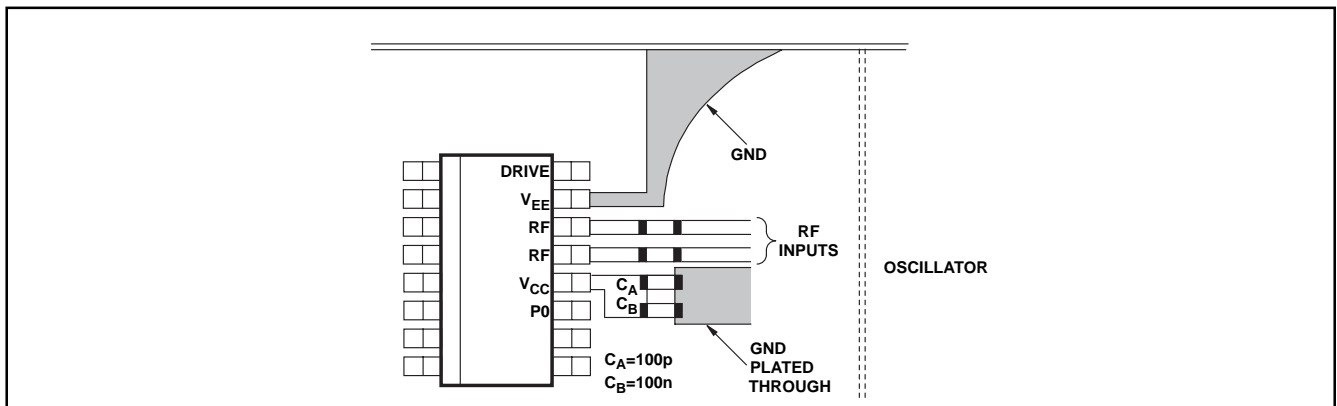 DRIVE
VEE
RF
RF
VCC
P0
CA
CB
CA=100p
CB=100n
GND
RF
INPUTS
GND
PLATED
THROUGH
OSCILLATOR